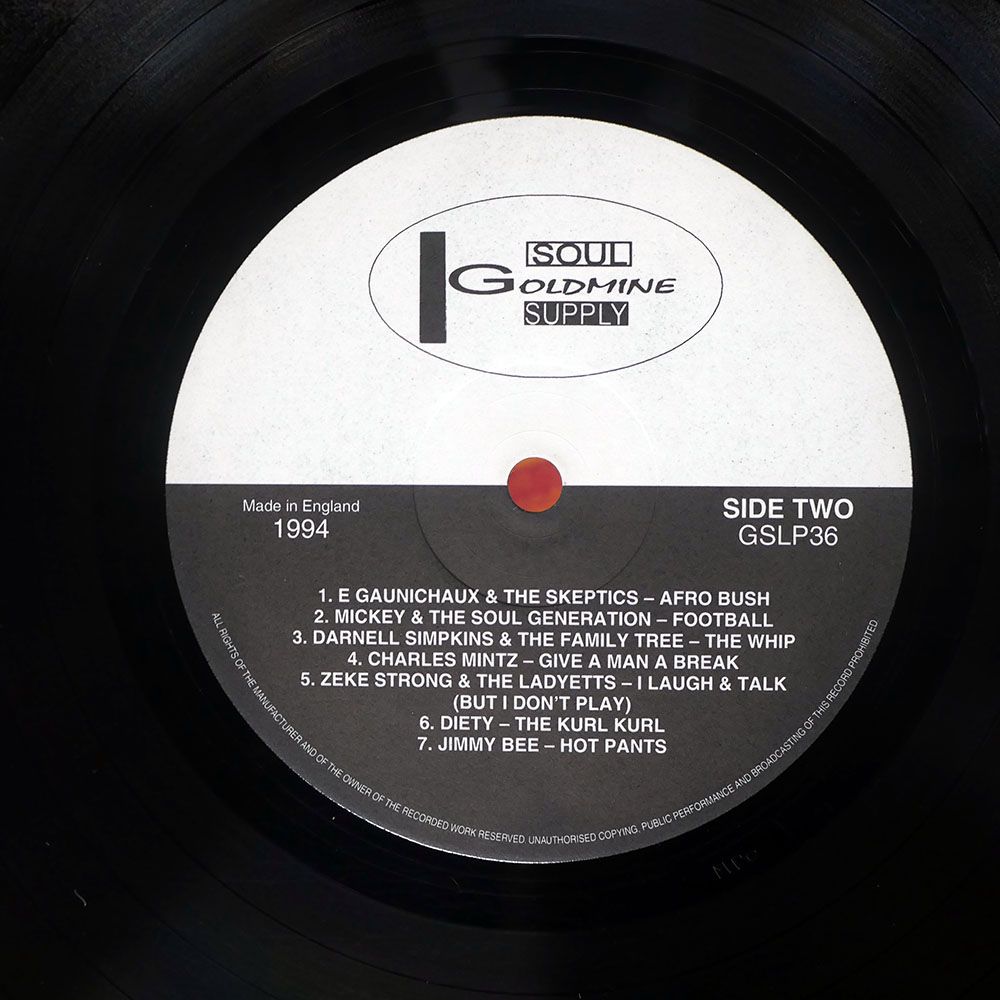 SOUL
GOLDMINE
SUPPLY
Made in England
1994
SIDE TWO
GSLP36
1. E GAUNICHAUX & THE SKEPTICS – AFRO BUSH
2. MICKEY & THE SOUL GENERATION – FOOTBALL
3. DARNELL SIMPKINS & THE FAMILY TREE – THE WHIP
4. CHARLES MINTZ – GIVE A MAN A BREAK
5. ZEKE STRONG & THE LADYETTS – I LAUGH & TALK
(BUT I DON'T PLAY)
6. DIETY – THE KURL KURL
7. JIMMY BEE – HOT PANTS
ALL RIGHTS OF THE MANUFACTURER AND OF THE OWNER OF THE RECORDED WORK RESERVED. UNAUTHORISED COPYING, PUBLIC PERFORMANCE AND BROADCASTING OF THIS RECORD PROHIBITED